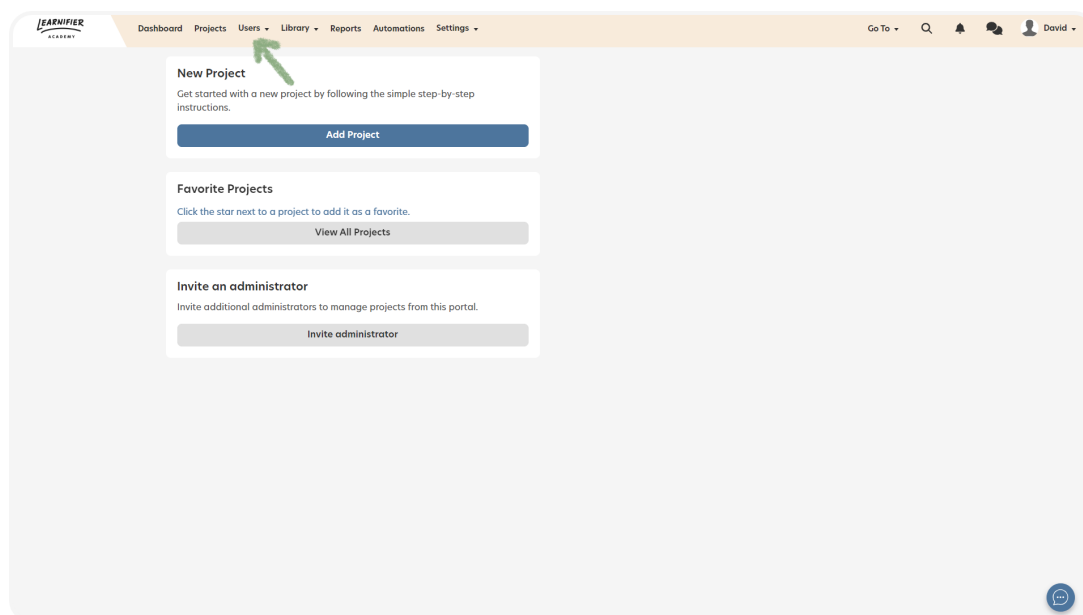 LEARNIFIER
ACADEMY
Dashboard Projects Users Library Reports Automations Settings Go To David
New Project
Get started with a new project by following the simple step-by-step
instructions.
Add Project
Favorite Projects
Click the star next to a project to add it as a favorite.
View All Projects
Invite an administrator
Invite additional administrators to manage projects from this portal.
Invite administrator